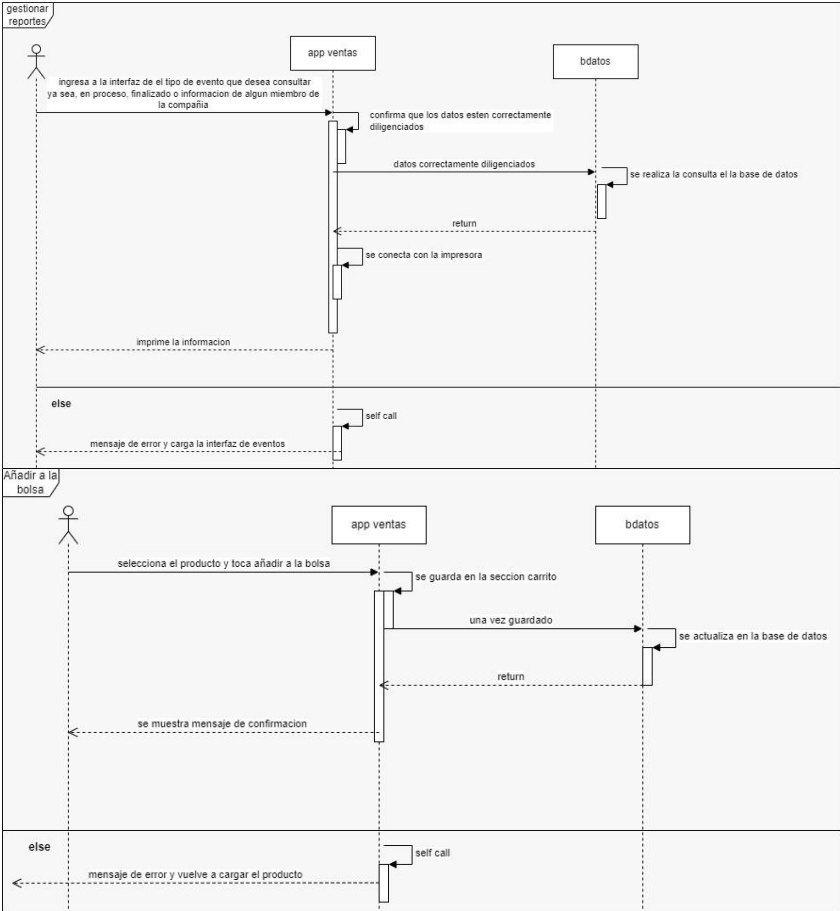 gestionar
reportes
app ventas
bdatos
ingresa a la interfaz de el tipo de evento que desea consultar
ya sea, en proceso, finalizado o informacion de algun miembro de
la compañia
confirma que los datos esten correctamente
diligenciados
datos correctamente diligenciados
se realiza la consulta el la base de datos
return
se conecta con la impresora
imprime la informacion
else
self call
mensaje de error y carga la interfaz de eventos
Añadir a la
bolsa
app ventas
bdatos
selecciona el producto y toca añadir a la bolsa
se guarda en la seccion carrito
una vez guardado
se actualiza en la base de datos
return
se muestra mensaje de confirmacion
else
self call
mensaje de error y vuelve a cargar el producto